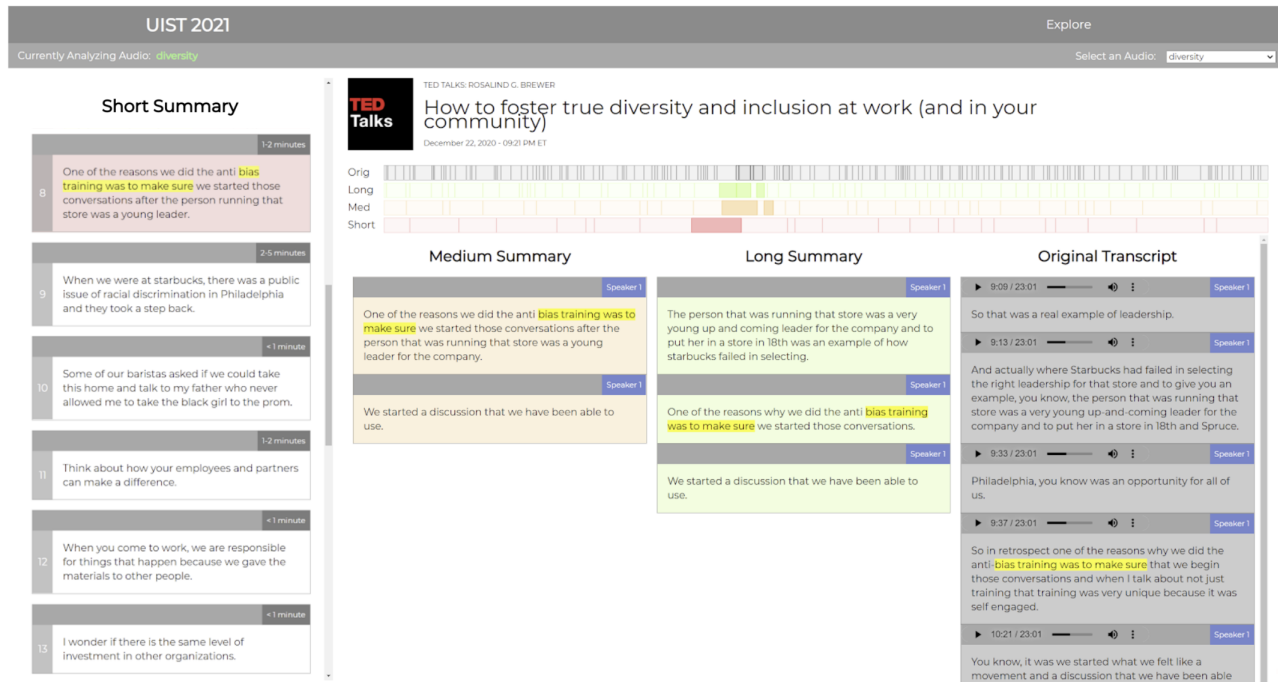 UIST 2021
Explore
Currently Analyzing Audio: diversity
Select an Audio: diversity
Short Summary
1-2 minutes
8
One of the reasons we did the anti bias
training was to make sure we started those
conversations after the person running that
store was a young leader.
2-5 minutes
9
When we were at starbucks, there was a public
issue of racial discrimination in Philadelphia
and they took a step back.
< 1 minute
10
Some of our baristas asked if we could take
this home and talk to my father who never
allowed me to take the black girl to the prom.
1-2 minutes
11
Think about how your employees and partners
can make a difference.
< 1 minute
12
When you come to work, we are responsible
for things that happen because we gave the
materials to other people.
< 1 minute
13
I wonder if there is the same level of
investment in other organizations.
TED
Talks
TED TALKS: ROSALIND G. BREWER
How to foster true diversity and inclusion at work (and in your
community)
December 22, 2020 - 09:21 PM ET
Orig
Long
Med
Short
Medium Summary
Speaker 1
One of the reasons we did the anti bias training was to
make sure we started those conversations after the
person that was running that store was a young
leader for the company.
Speaker 1
We started a discussion that we have been able to
use.
Long Summary
Speaker 1
The person that was running that store was a very
young up and coming leader for the company and to
put her in a store in 18th was an example of how
starbucks failed in selecting.
Speaker 1
One of the reasons why we did the anti bias training
was to make sure we started those conversations.
Speaker 1
We started a discussion that we have been able to
use.
Original Transcript
9:09 / 23:01
Speaker 1
So that was a real example of leadership.
9:13 / 23:01
Speaker 1
And actually where Starbucks had failed in selecting
the right leadership for that store and to give you an
example, you know, the person that was running that
store was a very young up-and-coming leader for the
company and to put her in a store in 18th and Spruce.
9:33 / 23:01
Speaker 1
Philadelphia, you know was an opportunity for all of
us.
9:37 / 23:01
Speaker 1
So in retrospect one of the reasons why we did the
anti-bias training was to make sure that we begin
those conversations and when I talk about not just
training that training was very unique because it was
self engaged.
10:21 / 23:01
Speaker 1
You know, it was we started what we felt like a
movement and a discussion that we have been able